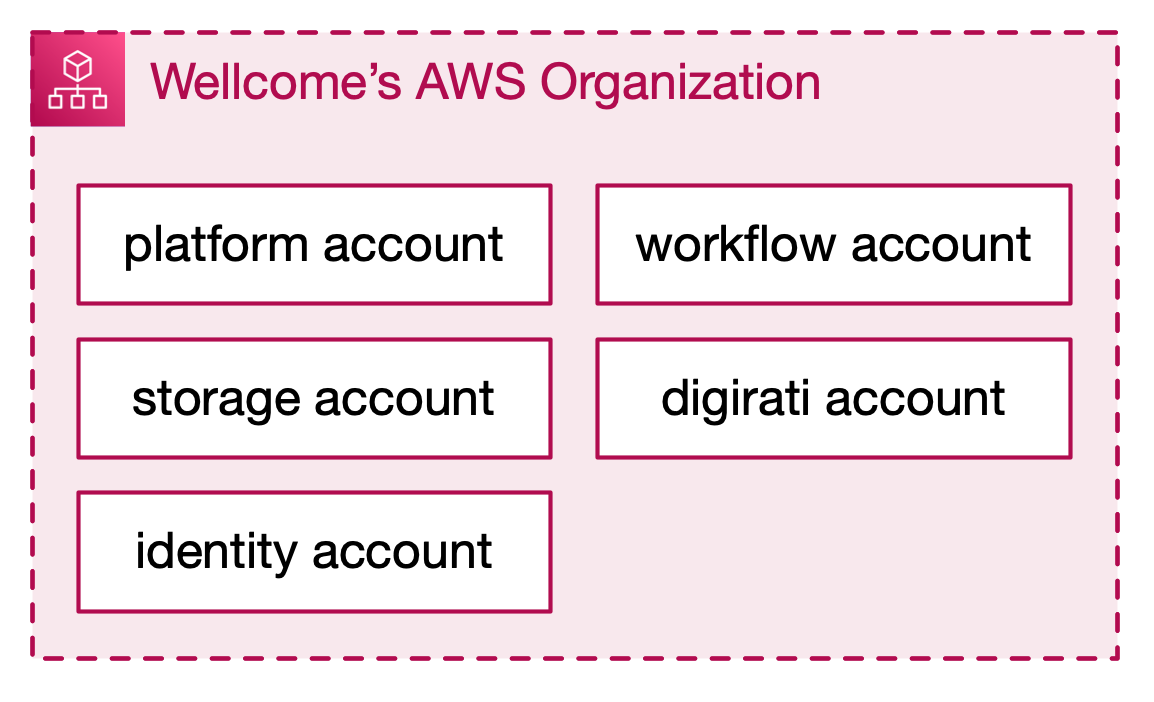 Wellcome’s AWS Organization
platform account
workflow account
storage account
digirati account
identity account